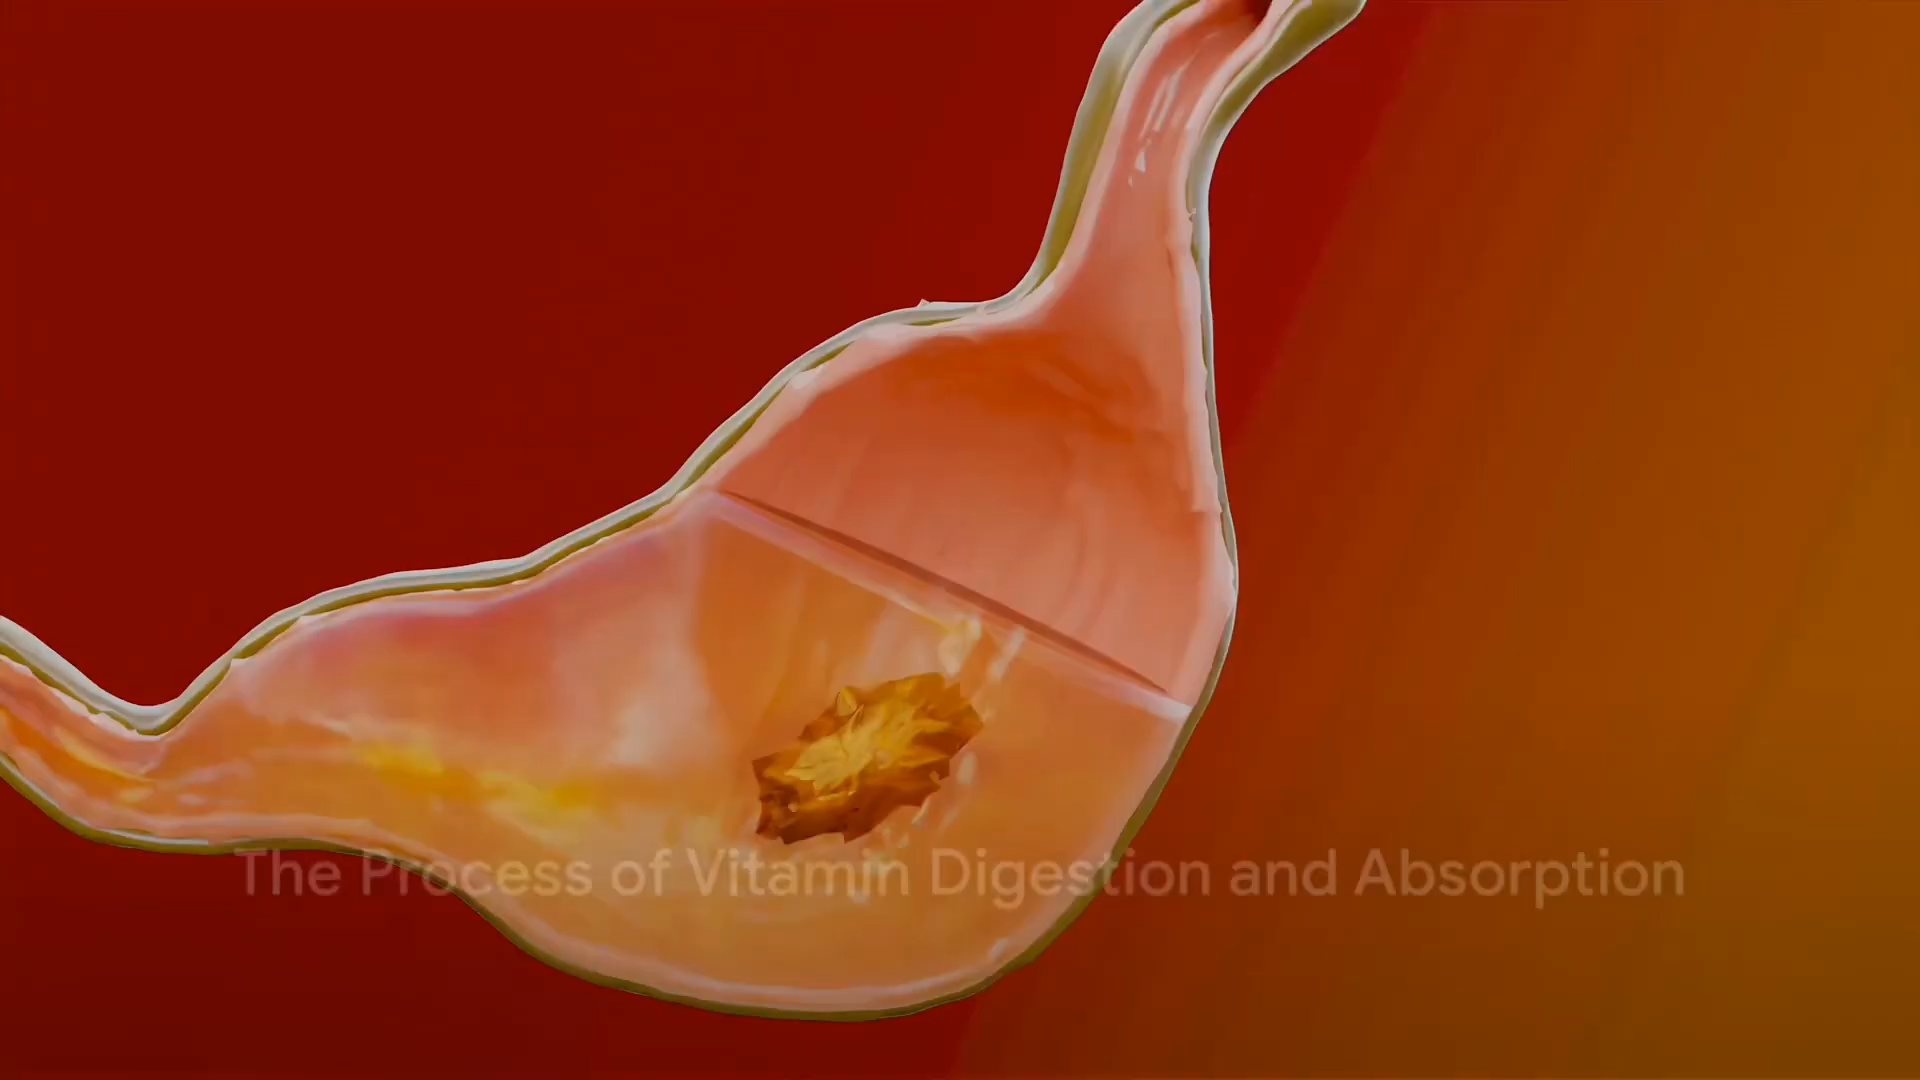 The Process of Vitamin Digestion and Absorption